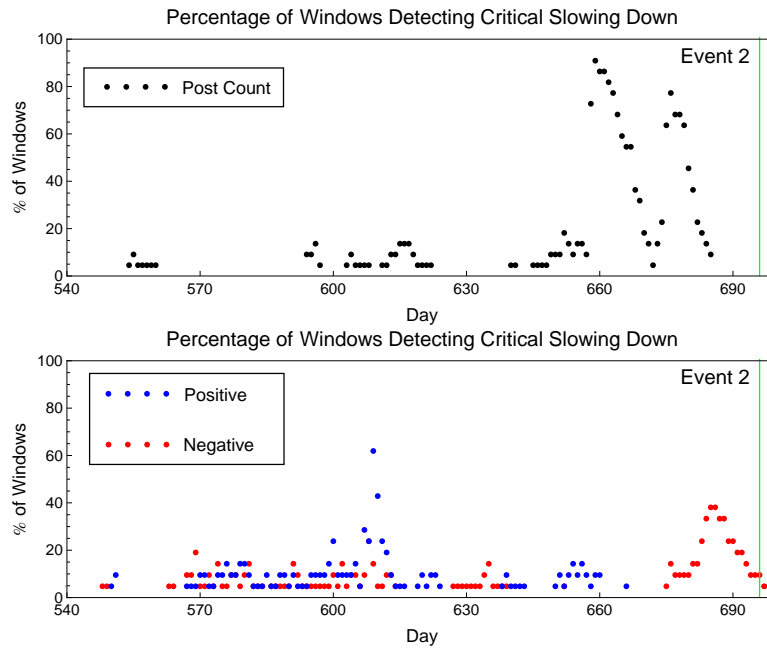 Percentage of Windows Detecting Critical Slowing Down
100
80
60
40
20
0
% of Windows
Event 2
Post Count
540
570
600
630
660
690
Day
Percentage of Windows Detecting Critical Slowing Down
100
80
60
40
20
0
% of Windows
Event 2
Positive
Negative
540
570
600
630
660
690
Day